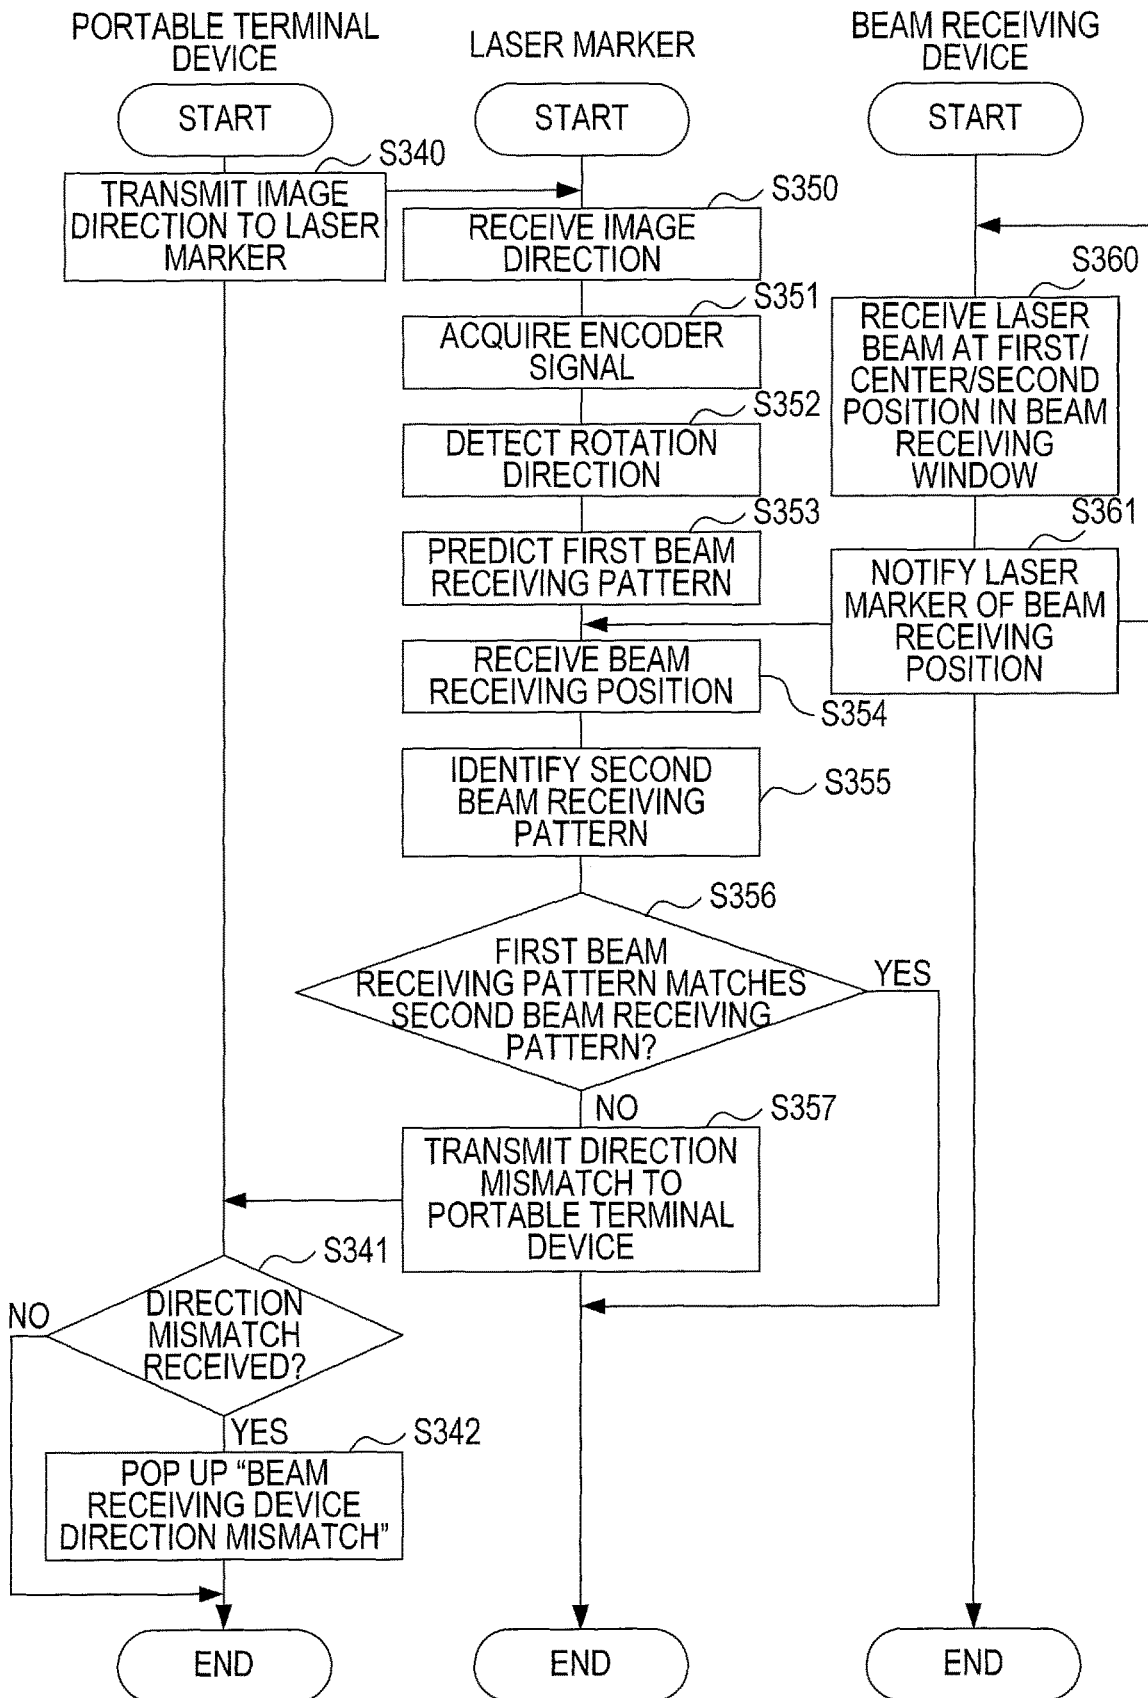 PORTABLE TERMINAL
DEVICE
START
S340
TRANSMIT IMAGE
DIRECTION TO LASER
MARKER
S341
DIRECTION
MISMATCH
RECEIVED?
NO
YES
S342
POP UP “BEAM
RECEIVING DEVICE
DIRECTION MISMATCH”
END
LASER MARKER
START
S350
RECEIVE IMAGE
DIRECTION
S351
ACQUIRE ENCODER
SIGNAL
S352
DETECT ROTATION
DIRECTION
S353
PREDICT FIRST BEAM
RECEIVING PATTERN
RECEIVE BEAM
RECEIVING POSITION
S354
IDENTIFY SECOND
BEAM RECEIVING
PATTERN
S355
S356
FIRST BEAM
RECEIVING PATTERN MATCHES
SECOND BEAM RECEIVING
PATTERN?
YES
NO
S357
TRANSMIT DIRECTION
MISMATCH TO
PORTABLE TERMINAL
DEVICE
END
BEAM RECEIVING
DEVICE
START
S360
RECEIVE LASER
BEAM AT FIRST/
CENTER/SECOND
POSITION IN BEAM
RECEIVING
WINDOW
S361
NOTIFY LASER
MARKER OF BEAM
RECEIVING
POSITION
END